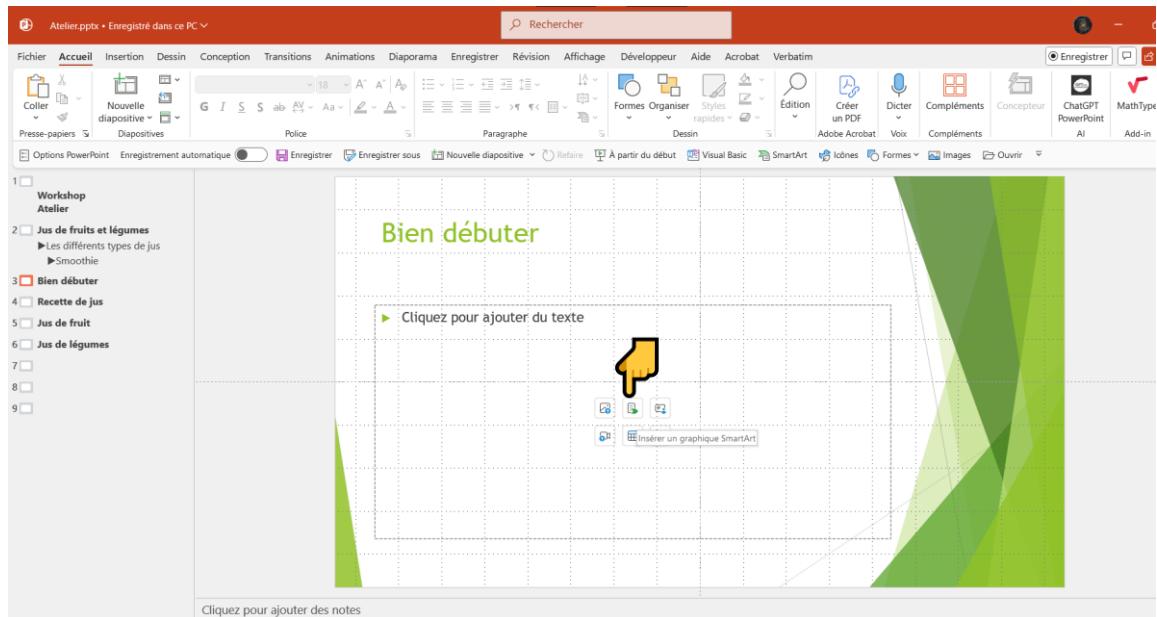 Atelier.pptx • Enregistré dans ce PC
Rechercher
Fichier Accueil Insertion Dessin Conception Transitions Animations Diaporama Enregistrer Révision Affichage Développeur Aide Acrobat Verbatim
Enregistrer
18
Coller
Nouvelle diapositive
G I S S ab AV Aa A
Formes Organiser Styles rapides
Édition
Créer un PDF
Dicter
Compléments
Concepteur
ChatGPT PowerPoint
MathType
Presse-papiers Diapositives Police Paragraphe Dessin Adobe Acrobat Voix Compléments AI Add-in
Options PowerPoint Enregistrement automatique Enregistrer Enregistrer sous Nouvelle diapositive Refaire À partir du début Visual Basic SmartArt Icônes Formes Images Ouvrir
1
Workshop
Atelier
2 Jus de fruits et légumes
Les différents types de jus
Smoothie
3 Bien débuter
4 Recette de jus
5 Jus de fruit
6 Jus de légumes
7
8
9
Bien débuter
Cliquez pour ajouter du texte
Insérer un graphique SmartArt
Cliquez pour ajouter des notes